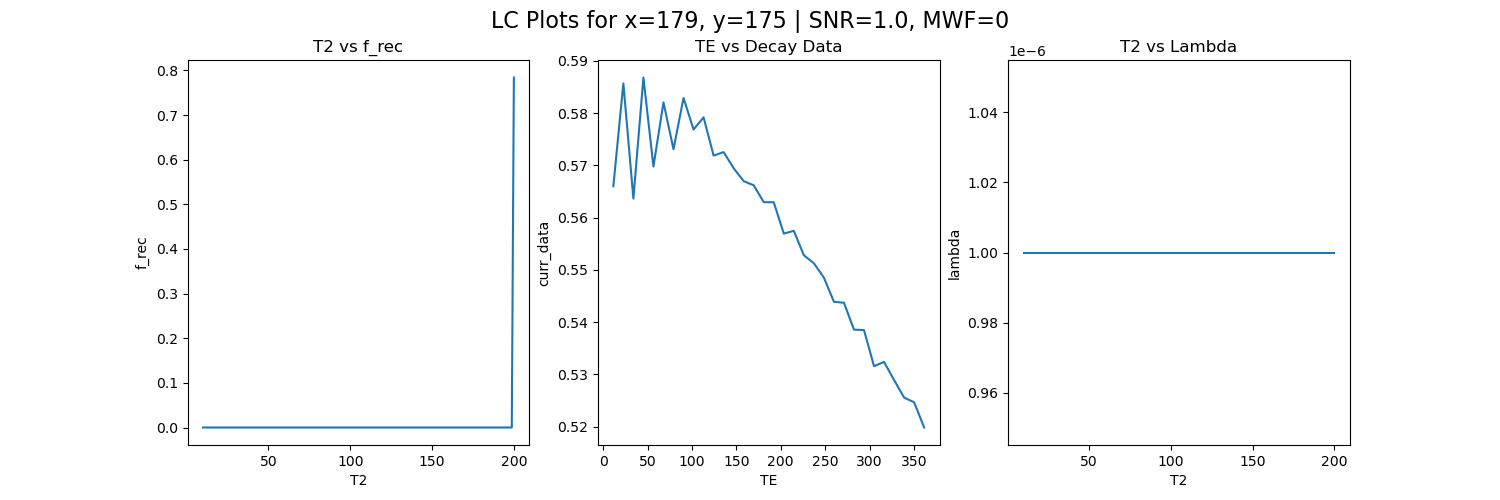 LC Plots for x=179, y=175 | SNR=1.0, MWF=0
T2 vs f_rec
0.8
0.7
0.6
0.5
0.4
0.3
0.2
0.1
0.0
f_rec
50 100 150 200
T2
TE vs Decay Data
0.59
0.58
0.57
0.56
0.55
0.54
0.53
0.52
curr_data
0 50 100 150 200 250 300 350
TE
T2 vs Lambda
1e−6
1.04
1.02
1.00
0.98
0.96
lambda
50 100 150 200
T2